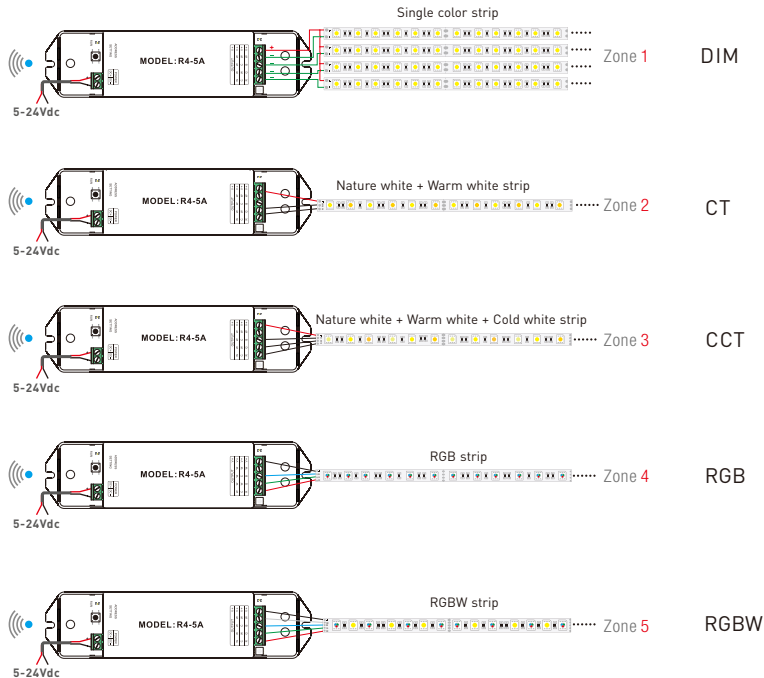 Single color strip
MODEL: R4-5A
Zone 1
DIM
5-24Vdc
Nature white + Warm white strip
MODEL: R4-5A
Zone 2
CT
5-24Vdc
Nature white + Warm white + Cold white strip
MODEL: R4-5A
Zone 3
CCT
5-24Vdc
RGB strip
MODEL: R4-5A
Zone 4
RGB
5-24Vdc
RGBW strip
MODEL: R4-5A
Zone 5
RGBW
5-24Vdc